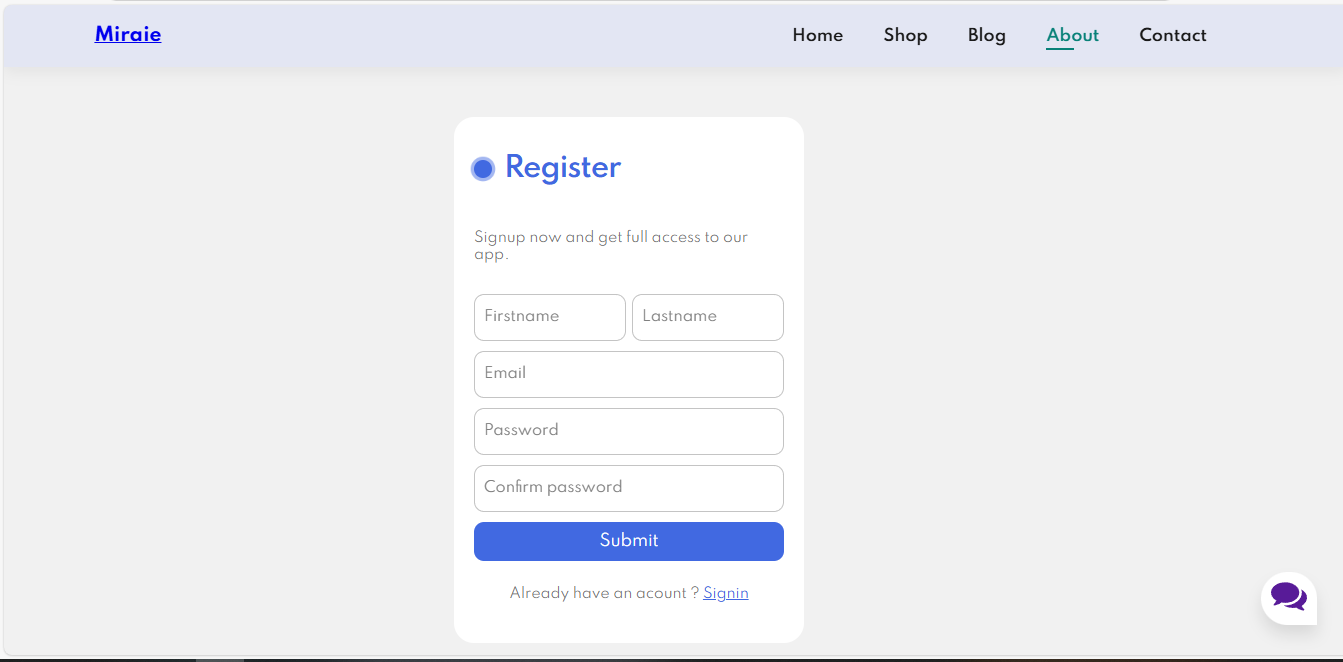 Miraie
Home Shop Blog About Contact
Register
Signup now and get full access to our
app.
Firstname Lastname
Email
Password
Confirm password
Submit
Already have an acount ? Signin